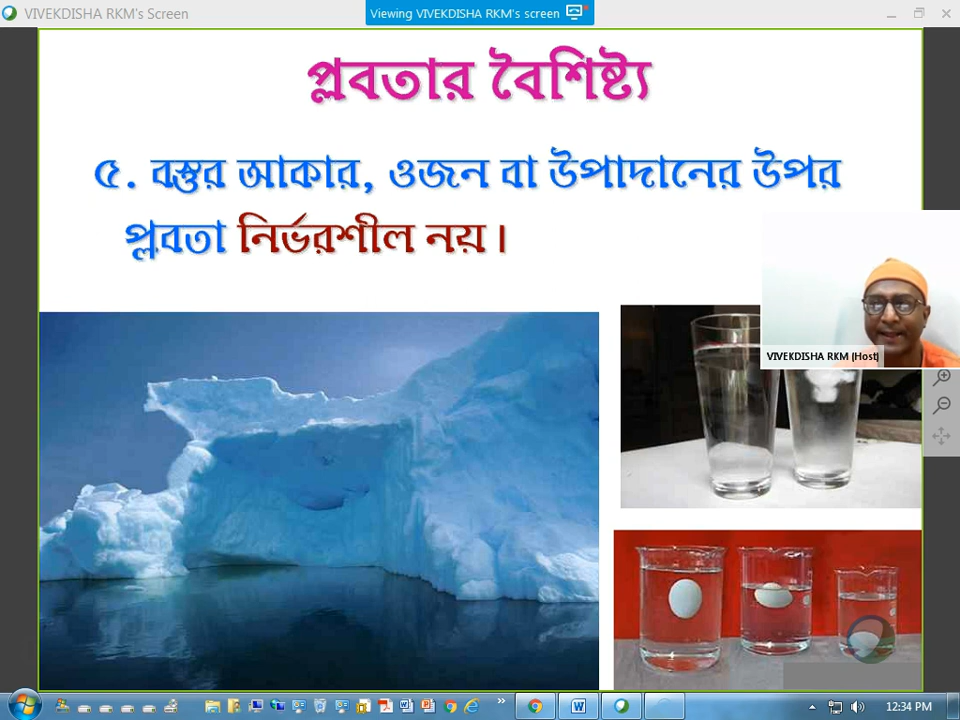 VIVEKDISHA RKM's Screen
Viewing VIVEKDISHA RKM's screen
প্লবতার বৈশিষ্ট্য
৫. বস্তুর আকার, ওজন বা উপাদানের উপর
প্লবতা নির্ভরশীল নয়।
VIVEKDISHA RKM (Host)
12:34 PM